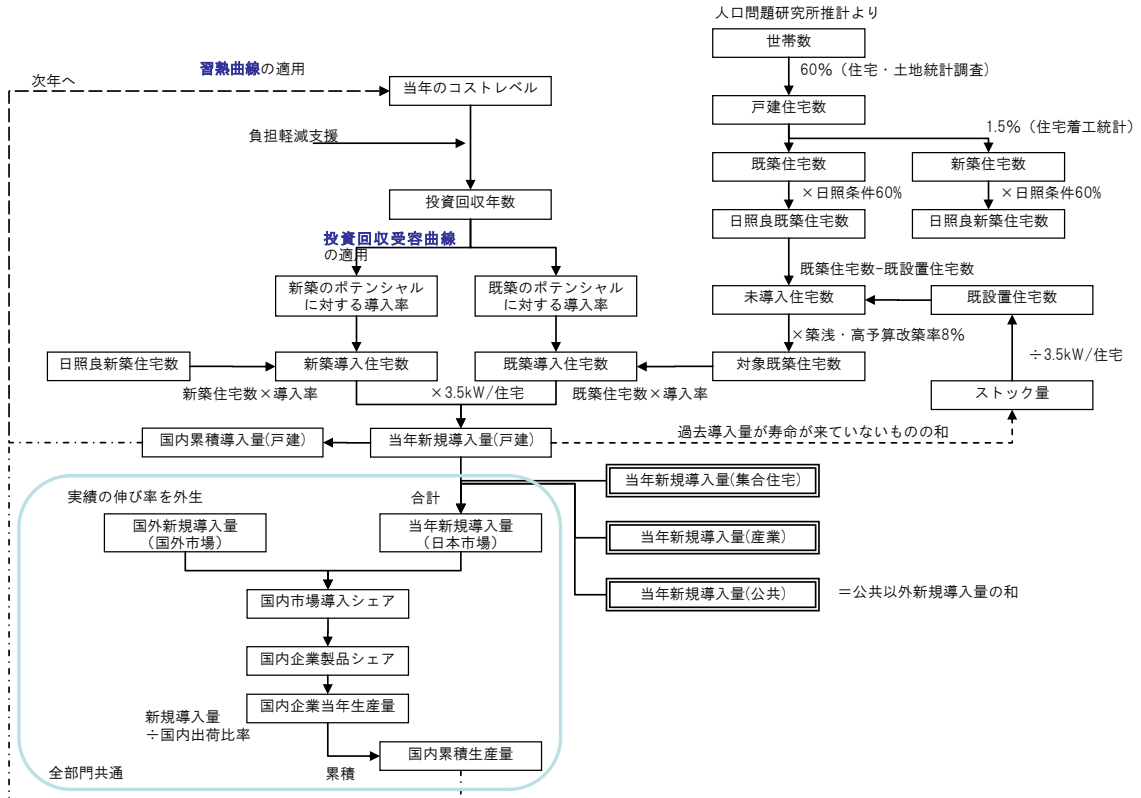 人口問題研究所推計より
世帯数
60%（住宅・土地統計調査）
習熟曲線の適用
次年へ
当年のコストレベル
戸建住宅数
1.5%（住宅着工統計）
負担軽減支援
既築住宅数
新築住宅数
×日照条件60%
×日照条件60%
投資回収年数
日照良既築住宅数
日照良新築住宅数
投資回収受容曲線
の適用
既築住宅数−既設置住宅数
新築のポテンシャル
に対する導入率
既築のポテンシャル
に対する導入率
未導入住宅数
既設置住宅数
×築浅・高予算改築率8%
÷3.5kW/住宅
日照良新築住宅数
新築導入住宅数
既築導入住宅数
対象既築住宅数
新築住宅数×導入率
×3.5kW/住宅
既築住宅数×導入率
ストック量
国内累積導入量(戸建)
当年新規導入量(戸建)
過去導入量が寿命が来ていないものの和
当年新規導入量(集合住宅)
実績の伸び率を外生
合計
国外新規導入量
（国外市場）
当年新規導入量
（日本市場）
当年新規導入量(産業)
当年新規導入量(公共)
＝公共以外新規導入量の和
国内市場導入シェア
国内企業製品シェア
国内企業当年生産量
新規導入量
÷国内出荷比率
国内累積生産量
全部門共通
累積